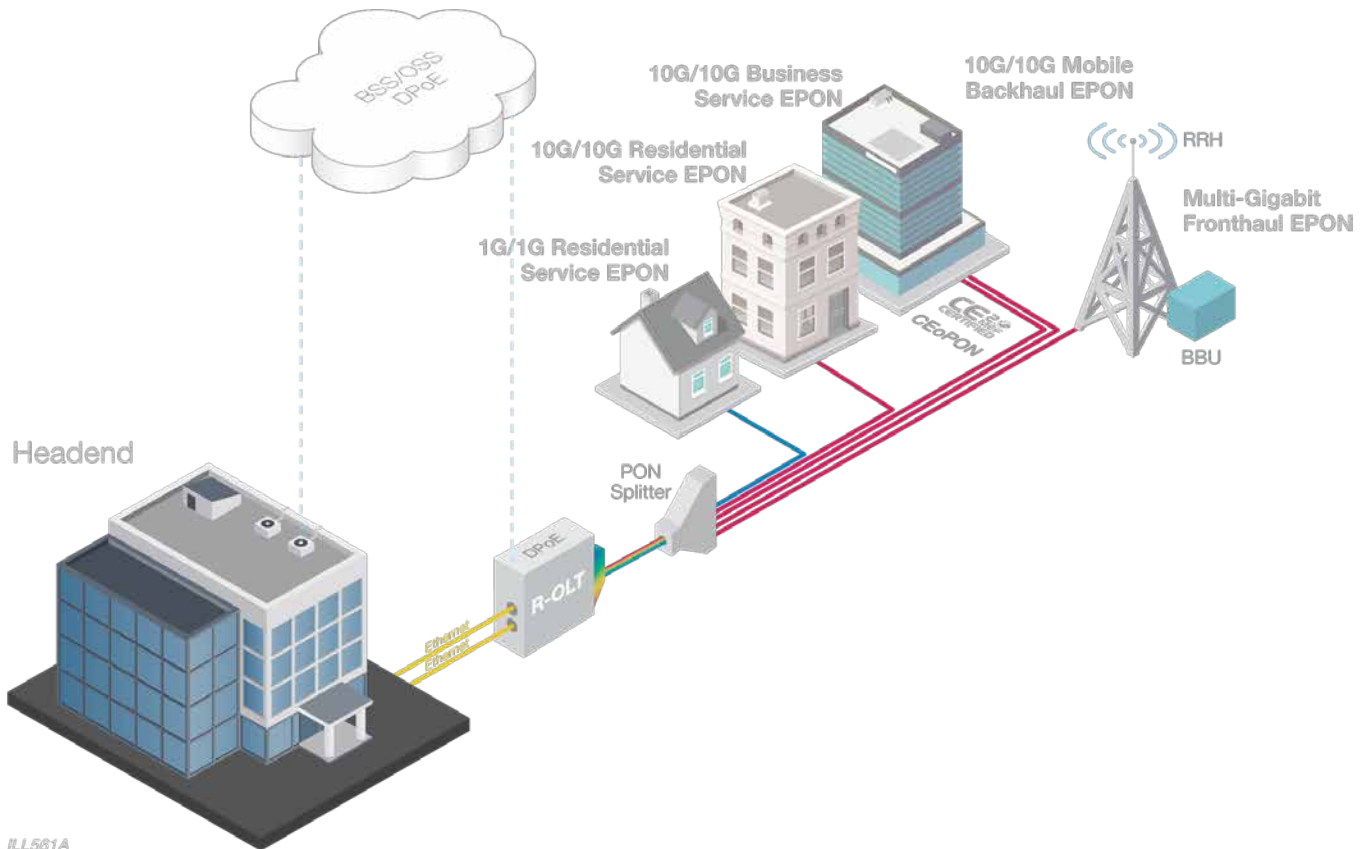 BSS/OSS
DPoE
10G/10G Business
Service EPON
10G/10G Mobile
Backhaul EPON
RRH
10G/10G Residential
Service EPON
Multi-Gigabit
Fronthaul EPON
1G/1G Residential
Service EPON
CE 2.0
CERTIFIED
CEoPON
BBU
Headend
PON
Splitter
DPoE
R-OLT
Ethernet
Ethernet
ILL561A